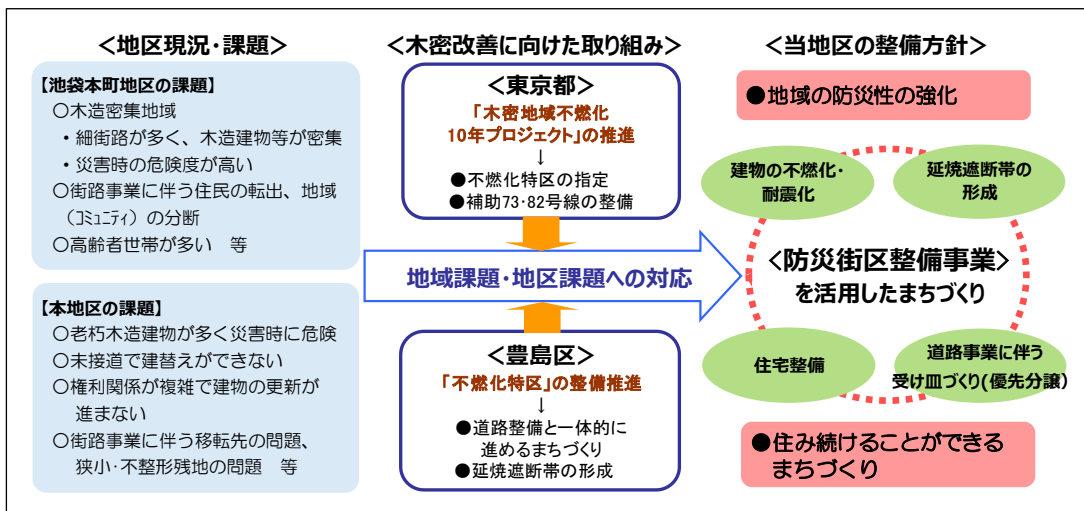 <地区現況・課題>
【池袋本町地区の課題】
○木造密集地域
・細街路が多く、木造建物等が密集
・災害時の危険度が高い
○街路事業に伴う住民の転出、地域
（ｺﾐｭﾆﾃｨ）の分断
○高齢者世帯が多い 等
【本地区の課題】
○老朽木造建物が多く災害時に危険
○未接道で建替えができない
○権利関係が複雑で建物の更新が
進まない
○街路事業に伴う移転先の問題、
狭小・不整形残地の問題 等
<木密改善に向けた取り組み>
<東京都>
「木密地域不燃化
10年プロジェクト」の推進
↓
●不燃化特区の指定
●補助73・82号線の整備
地域課題・地区課題への対応
<豊島区>
「不燃化特区」の整備推進
↓
●道路整備と一体的に
進めるまちづくり
●延焼遮断帯の形成
<当地区の整備方針>
●地域の防災性の強化
建物の不燃化・
耐震化
延焼遮断帯の
形成
<防災街区整備事業>
を活用したまちづくり
住宅整備
道路事業に伴う
受け皿づくり(優先分譲)
●住み続けることができる
まちづくり